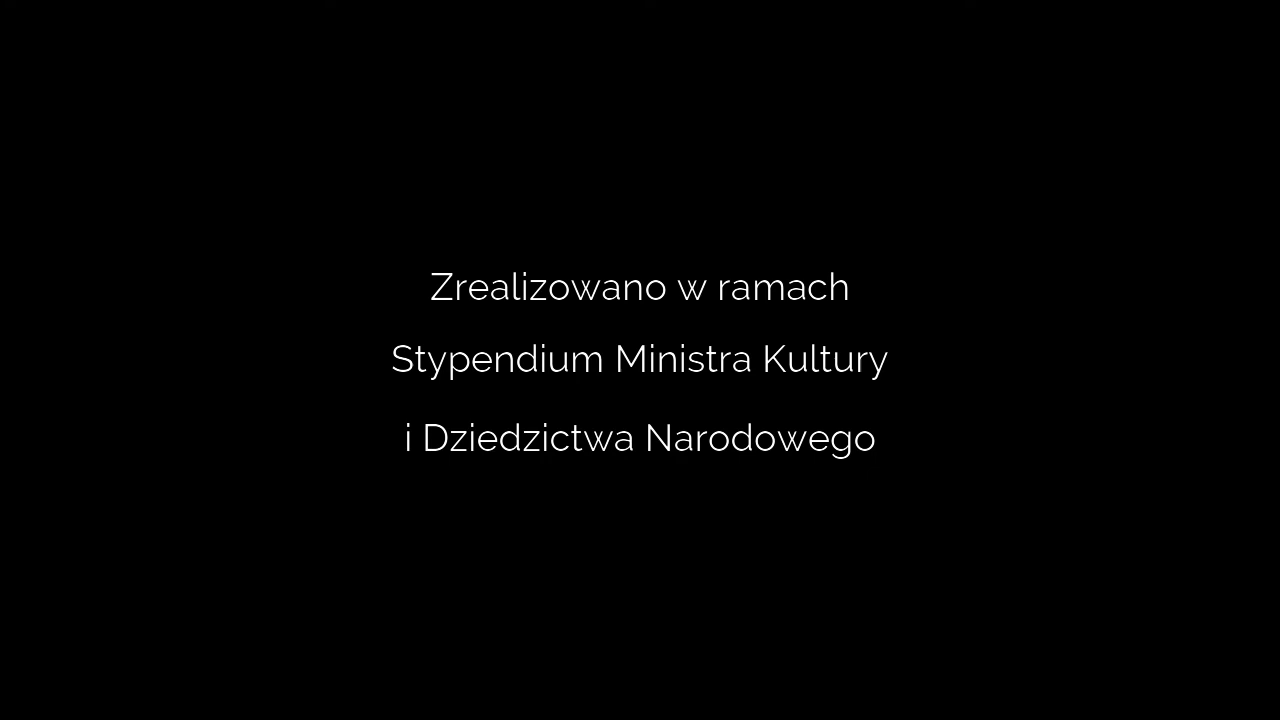 Zrealizowano w ramach
Stypendium Ministra Kultury
i Dziedzictwa Narodowego